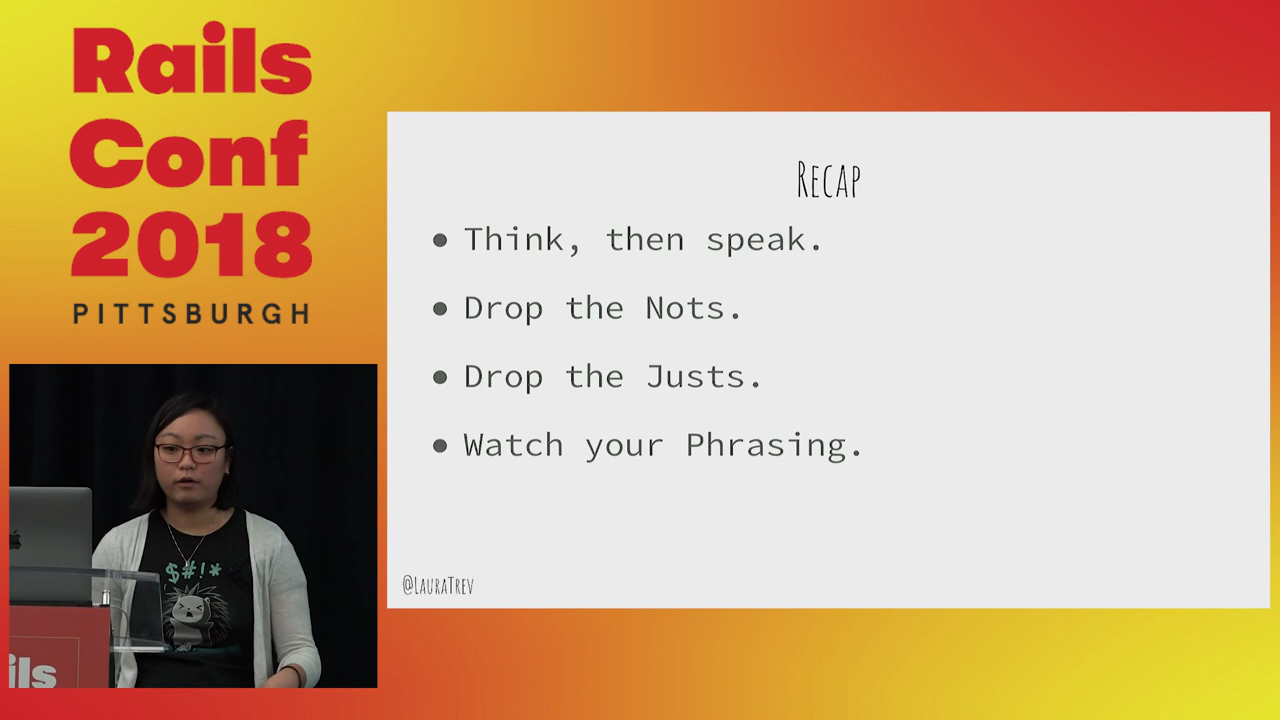 Rails
Conf
2018
PITTSBURGH
Recap
• Think, then speak.
• Drop the Nots.
• Drop the Justs.
• Watch your Phrasing.
@LauraTrev
$#!*
ils